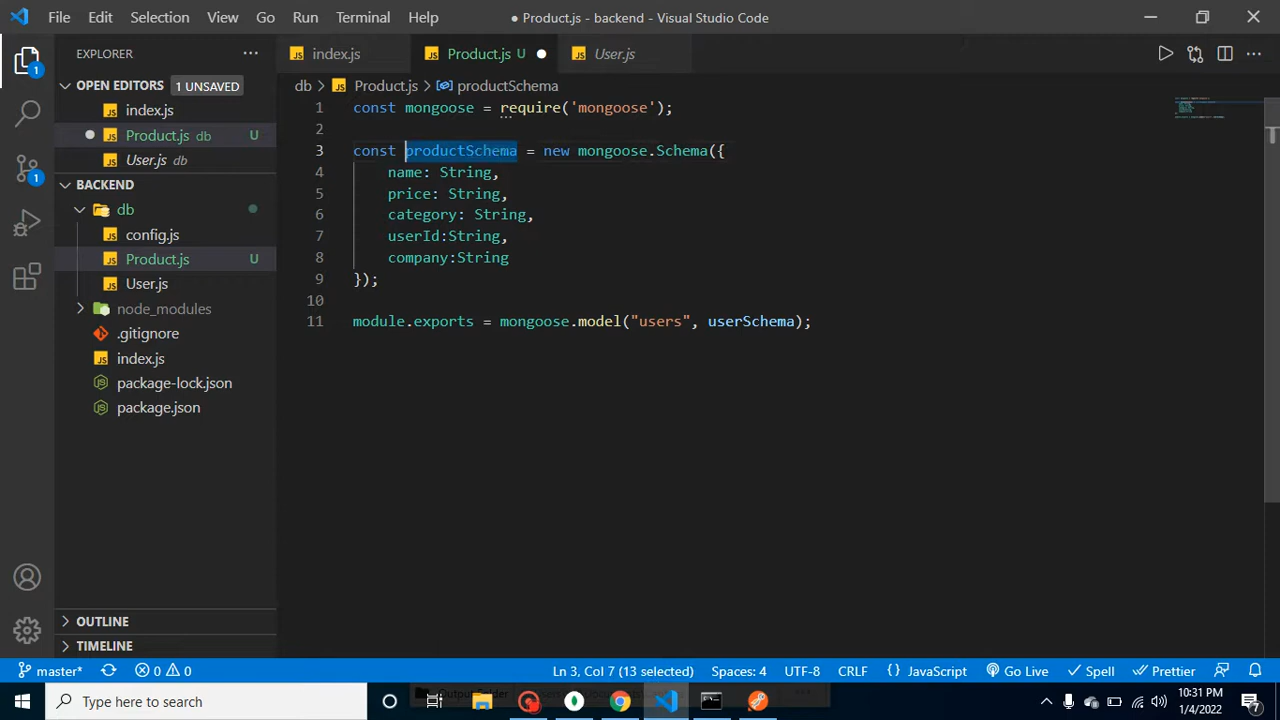 File Edit Selection View Go Run Terminal Help ● Product.js - backend - Visual Studio Code
EXPLORER
index.js Product.js U User.js
OPEN EDITORS 1 UNSAVED
db Product.js productSchema
index.js
Product.js db U
User.js db
BACKEND
db
config.js
Product.js U
User.js
node_modules
.gitignore
index.js
package-lock.json
package.json
OUTLINE
TIMELINE
1 const mongoose = require('mongoose');
2
3 const productSchema = new mongoose.Schema({
4 name: String,
5 price: String,
6 category: String,
7 userId:String,
8 company:String
9 });
10
11 module.exports = mongoose.model("users", userSchema);
1
1
master* 0 0 Ln 3, Col 7 (13 selected) Spaces: 4 UTF-8 CRLF { } JavaScript Go Live Spell Prettier
Type here to search
Output Folder
10:31 PM
1/4/2022
7